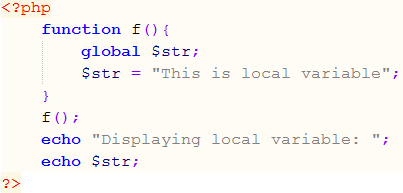 <?php
    function f(){
        global $str;
        $str = "This is local variable";
    }
    f();
    echo "Displaying local variable: ";
    echo $str;
?>